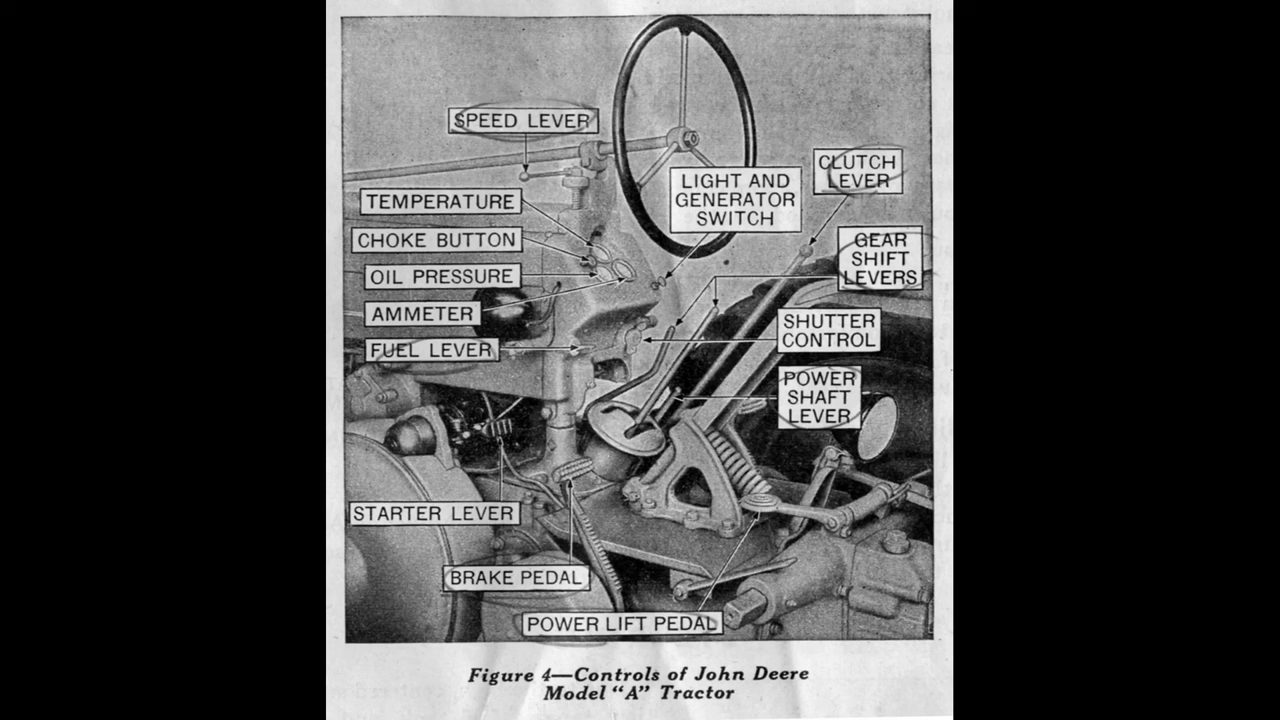 SPEED LEVER
CLUTCH
LEVER
LIGHT AND
GENERATOR
SWITCH
TEMPERATURE
CHOKE BUTTON
GEAR
SHIFT
LEVERS
OIL PRESSURE
AMMETER
SHUTTER
CONTROL
FUEL LEVER
POWER
SHAFT
LEVER
STARTER LEVER
BRAKE PEDAL
POWER LIFT PEDAL
Figure 4—Controls of John Deere
Model "A" Tractor